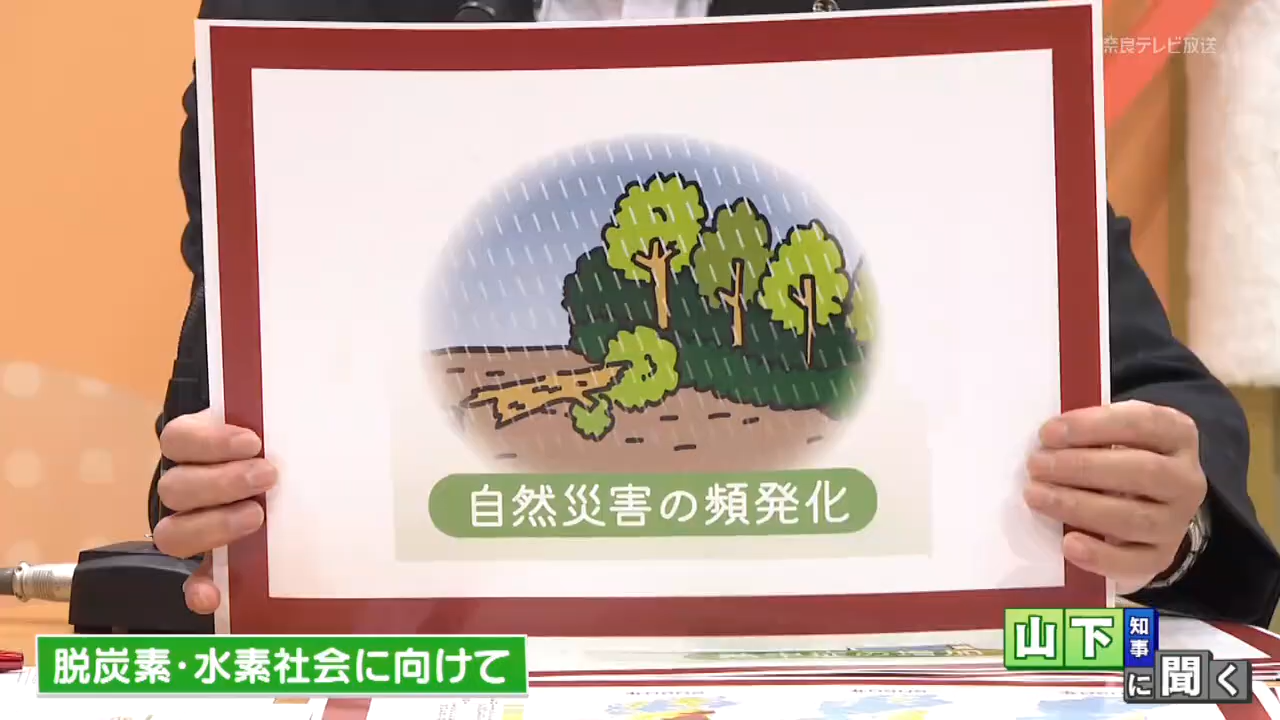 奈良テレビ放送
自然災害の頻発化
脱炭素・水素社会に向けて
山下
知事
に聞く